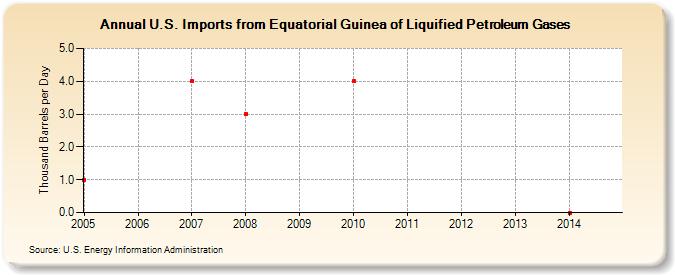 Annual U.S. Imports from Equatorial Guinea of Liquified Petroleum Gases
Thousand Barrels per Day
5.0
4.0
3.0
2.0
1.0
0.0
2005 2006 2007 2008 2009 2010 2011 2012 2013 2014
Source: U.S. Energy Information Administration